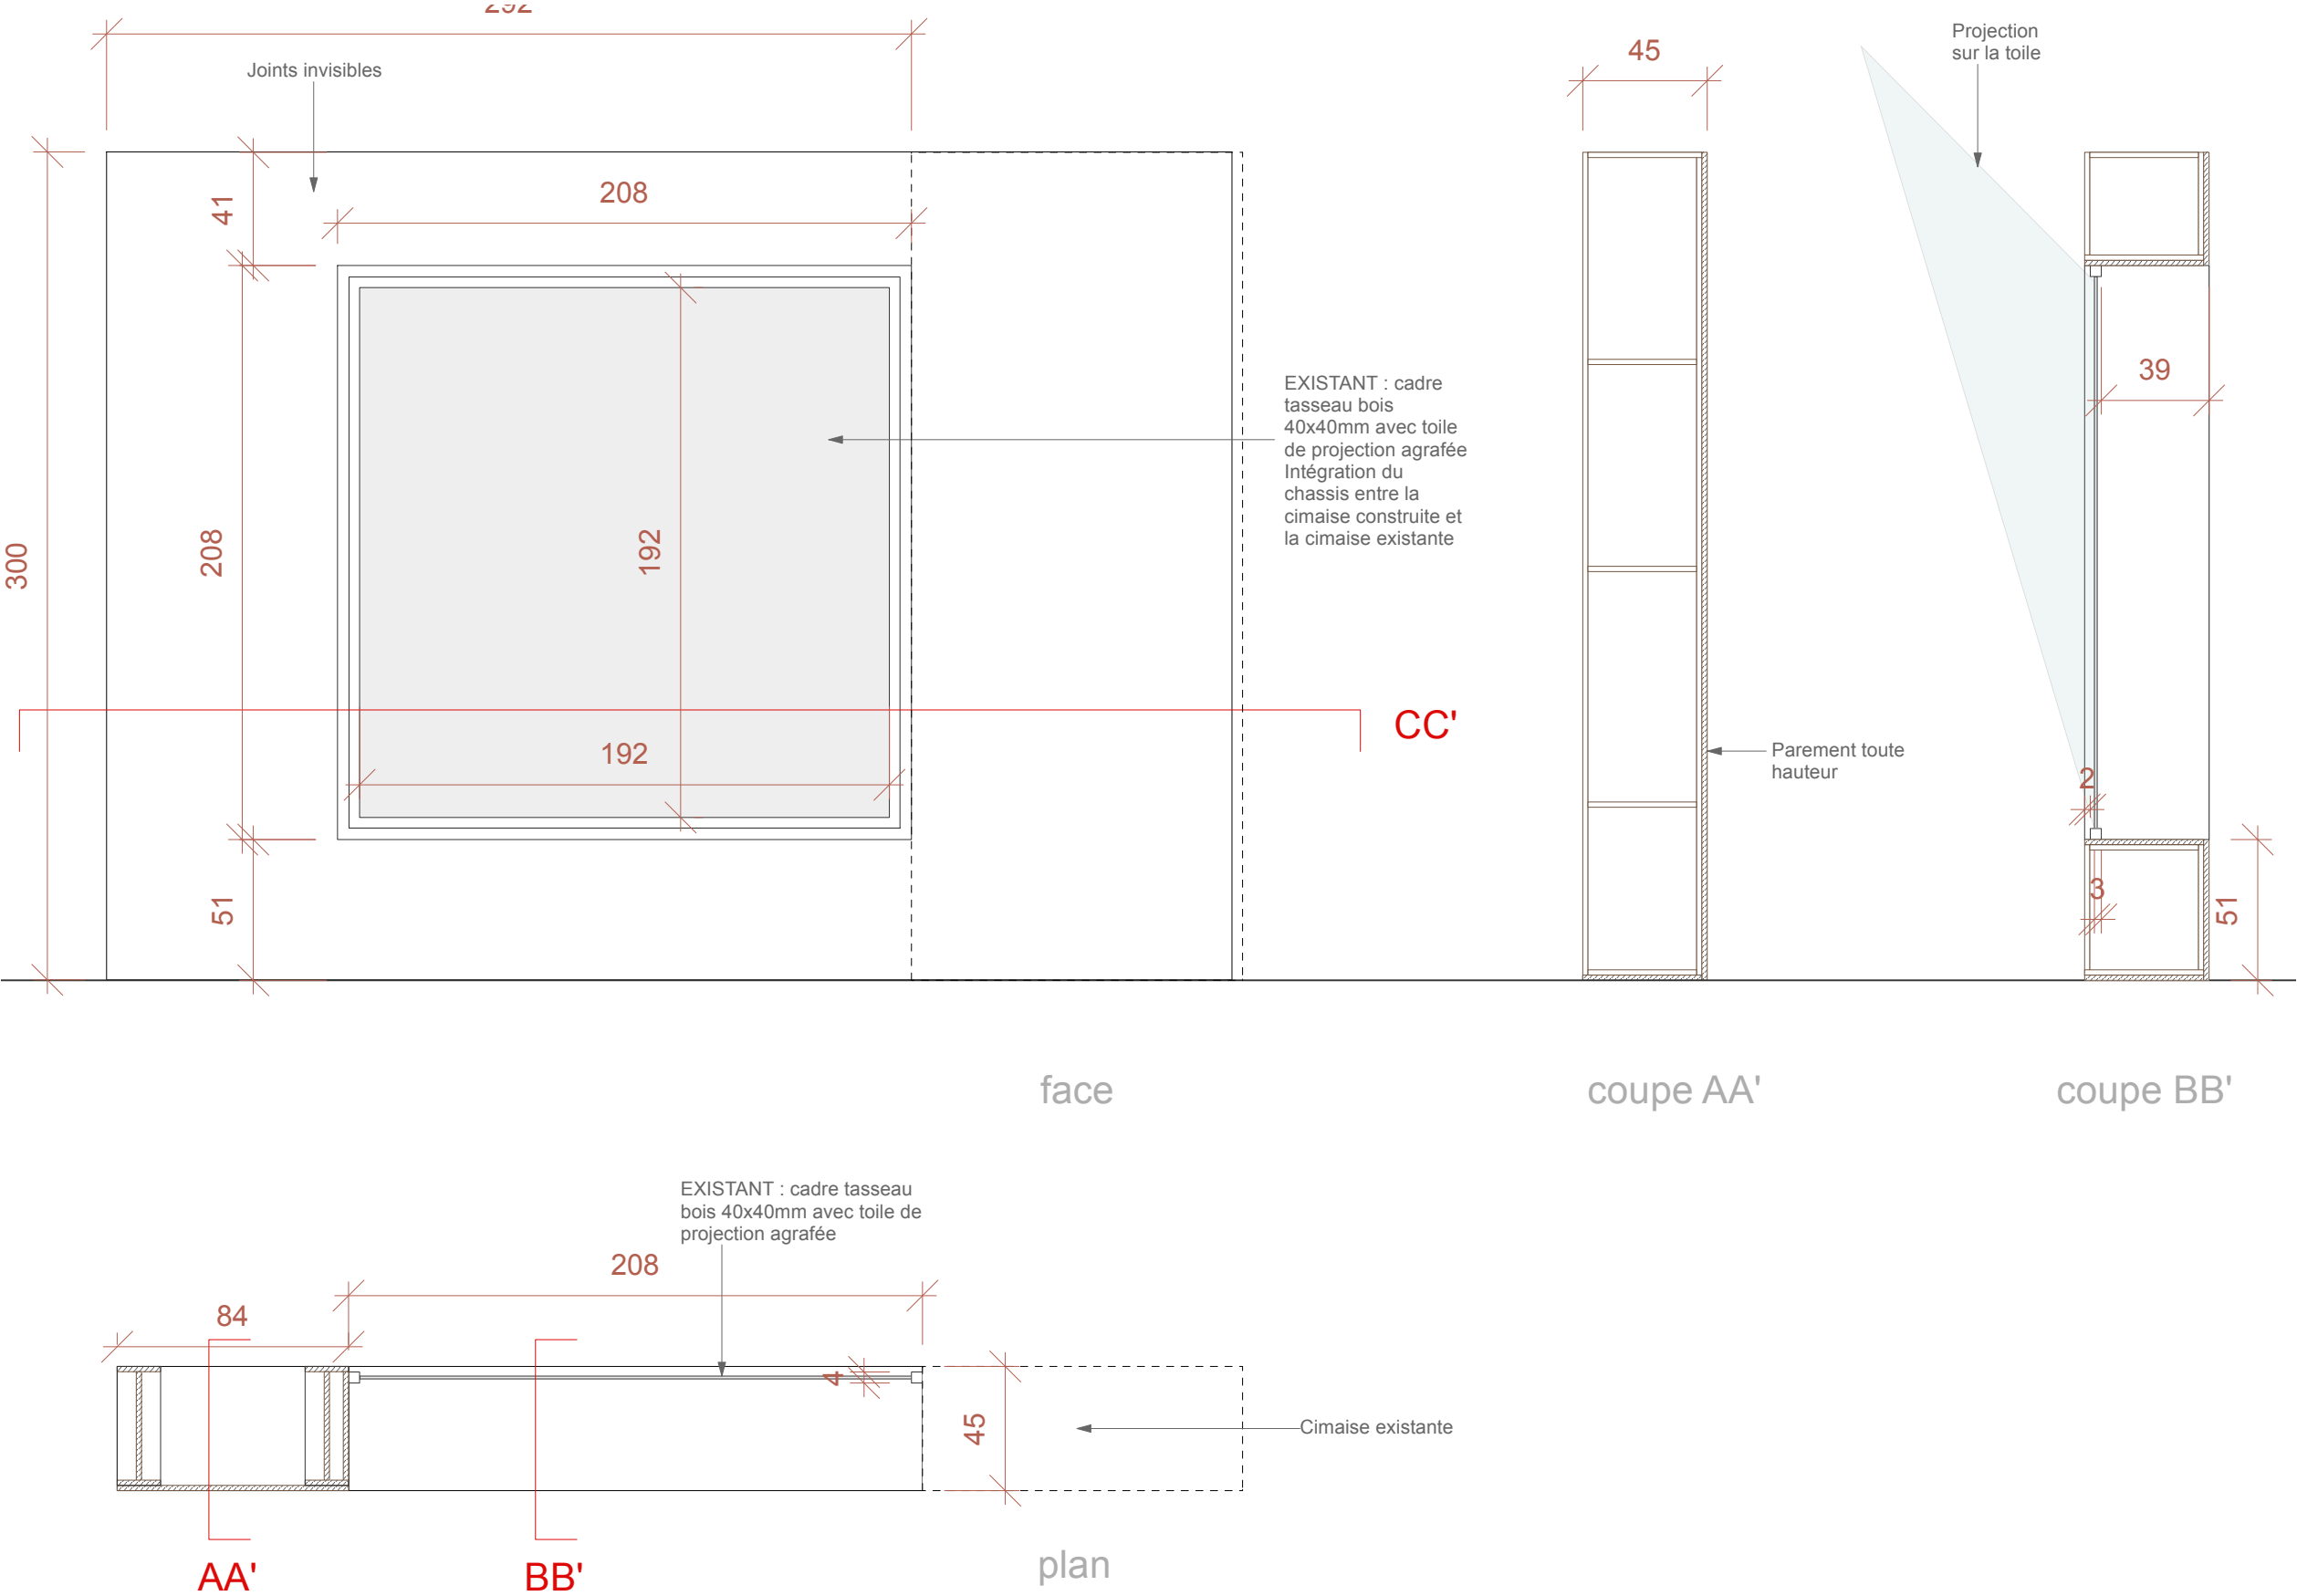 292
45
Projection
sur la toile
Joints invisibles
41
208
39
EXISTANT : cadre
tasseau bois
40x40mm avec toile
de projection agrafée
Intégration du
chassis entre la
cimaise construite et
la cimaise existante
300
208
192
CC'
192
Parement toute
hauteur
2
3
51
51
face
coupe AA'
coupe BB'
EXISTANT : cadre tasseau
bois 40x40mm avec toile de
projection agrafée
208
84
4
45
Cimaise existante
AA'
BB'
plan